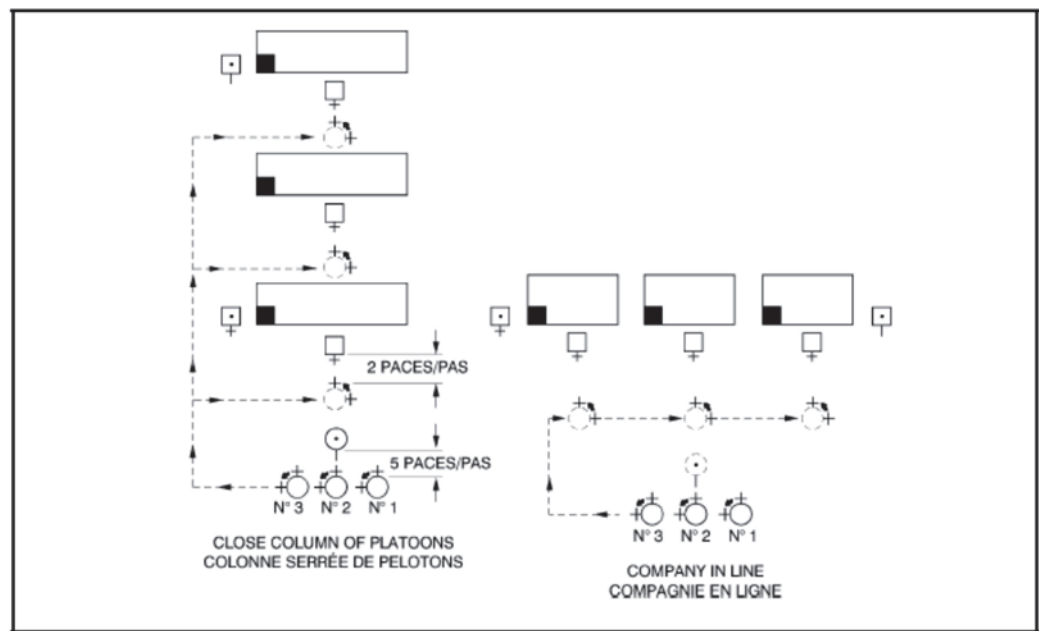 2 PACES/PAS
5 PACES/PAS
N° 3 N° 2 N° 1
CLOSE COLUMN OF PLATOONS
COLONNE SERRÉE DE PELOTONS
N° 3 N° 2 N° 1
COMPANY IN LINE
COMPAGNIE EN LIGNE